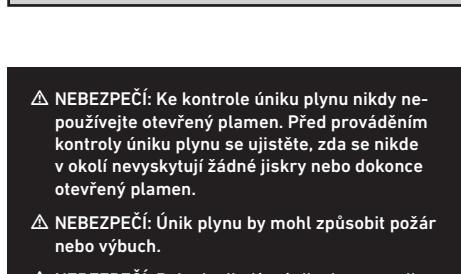 ⚠ NEBEZPEČÍ: Ke kontrole úniku plynu nikdy ne-
používejte otevřený plamen. Před prováděním
kontroly úniku plynu se ujistěte, zda se nikde
v okolí nevyskytují žádné jiskry nebo dokonce
otevřený plamen.
⚠ NEBEZPEČÍ: Únik plynu by mohl způsobit požár
nebo výbuch.
⚠ NEBEZPEČÍ: